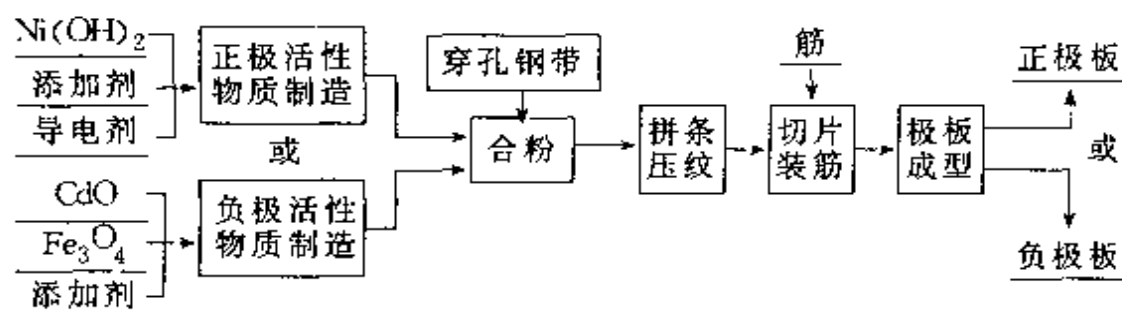 Ni(OH)₂
添加剂
导电剂
正极活性
物质制造
或
CdO
Fe₃O₄
添加剂
负极活性
物质制造
穿孔钢带
合粉
拼条
压纹
筋
切片
装筋
极板
成型
正极板
或
负极板